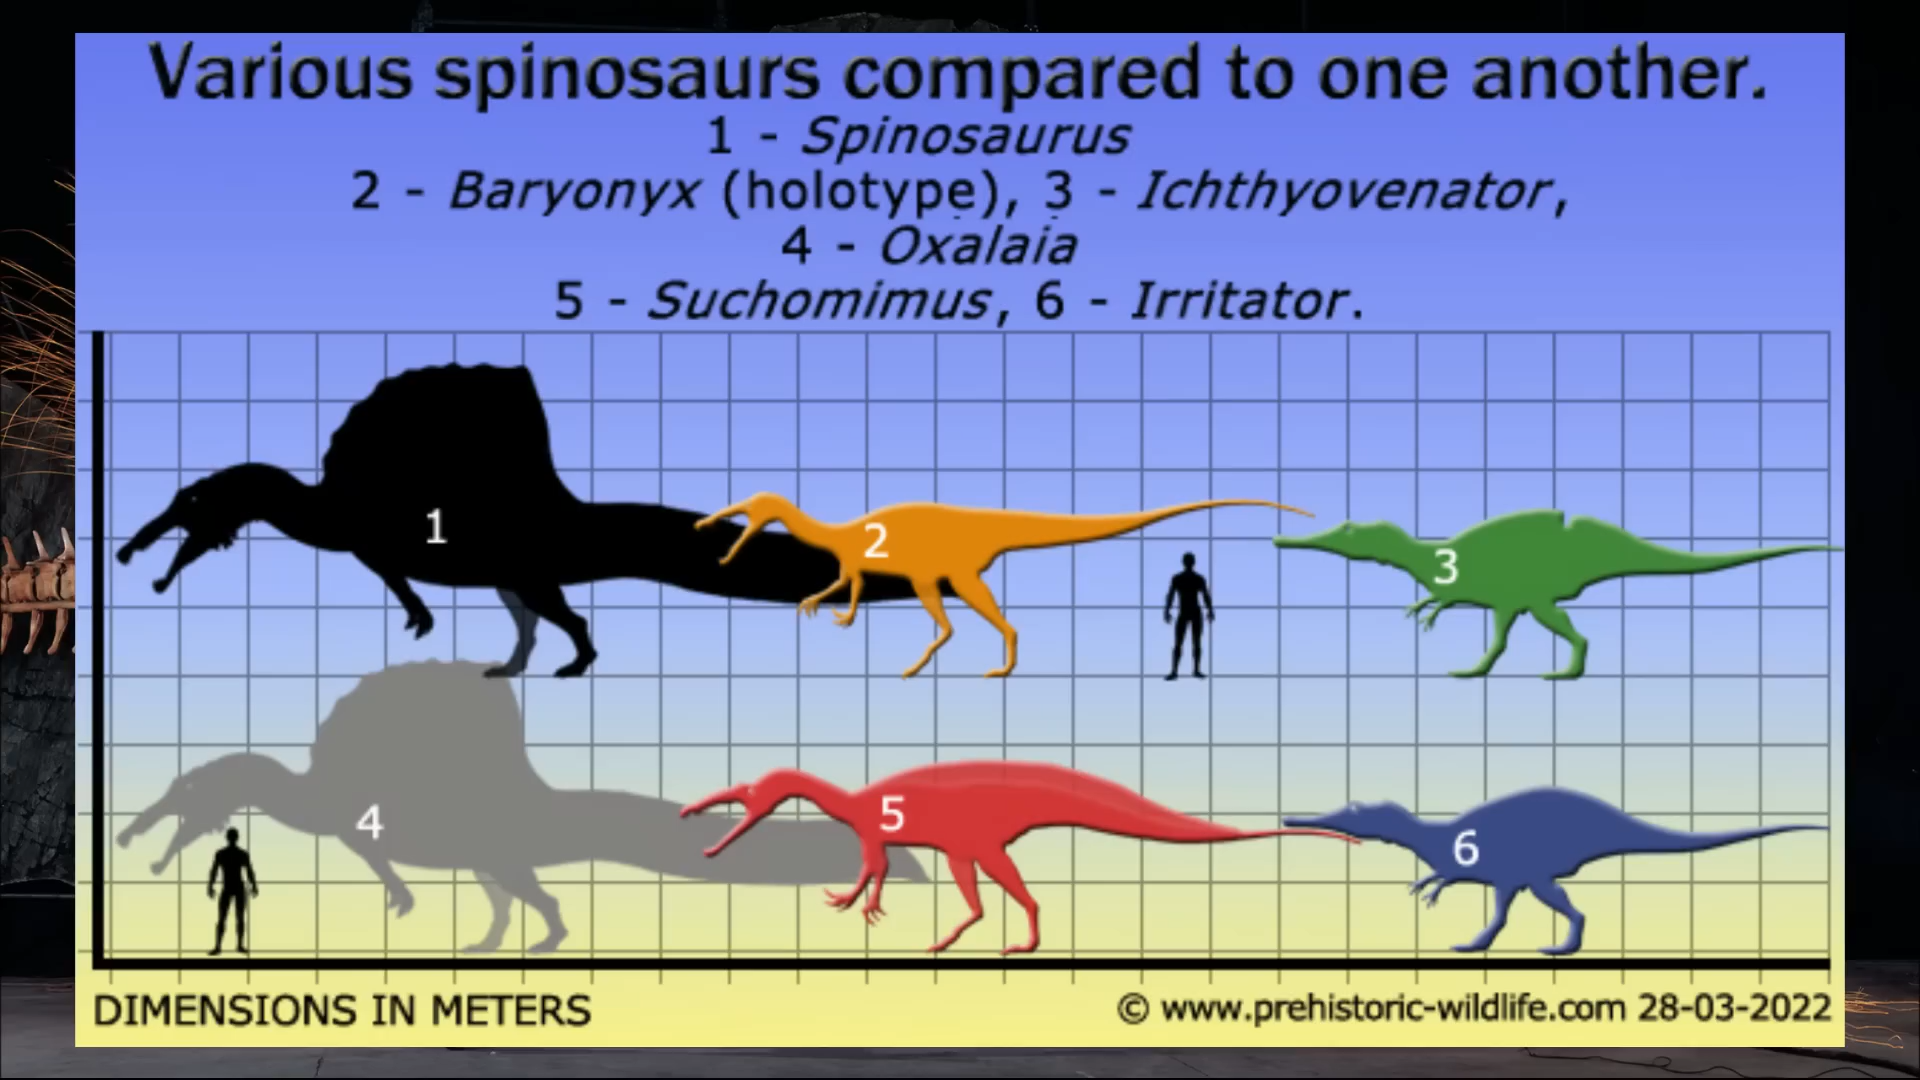 Various spinosaurs compared to one another.
1 - Spinosaurus
2 - Baryonyx (holotype), 3 - Ichthyovenator,
4 - Oxalaia
5 - Suchomimus, 6 - Irritator.
1
2
3
4
5
6
DIMENSIONS IN METERS
© www.prehistoric-wildlife.com 28-03-2022